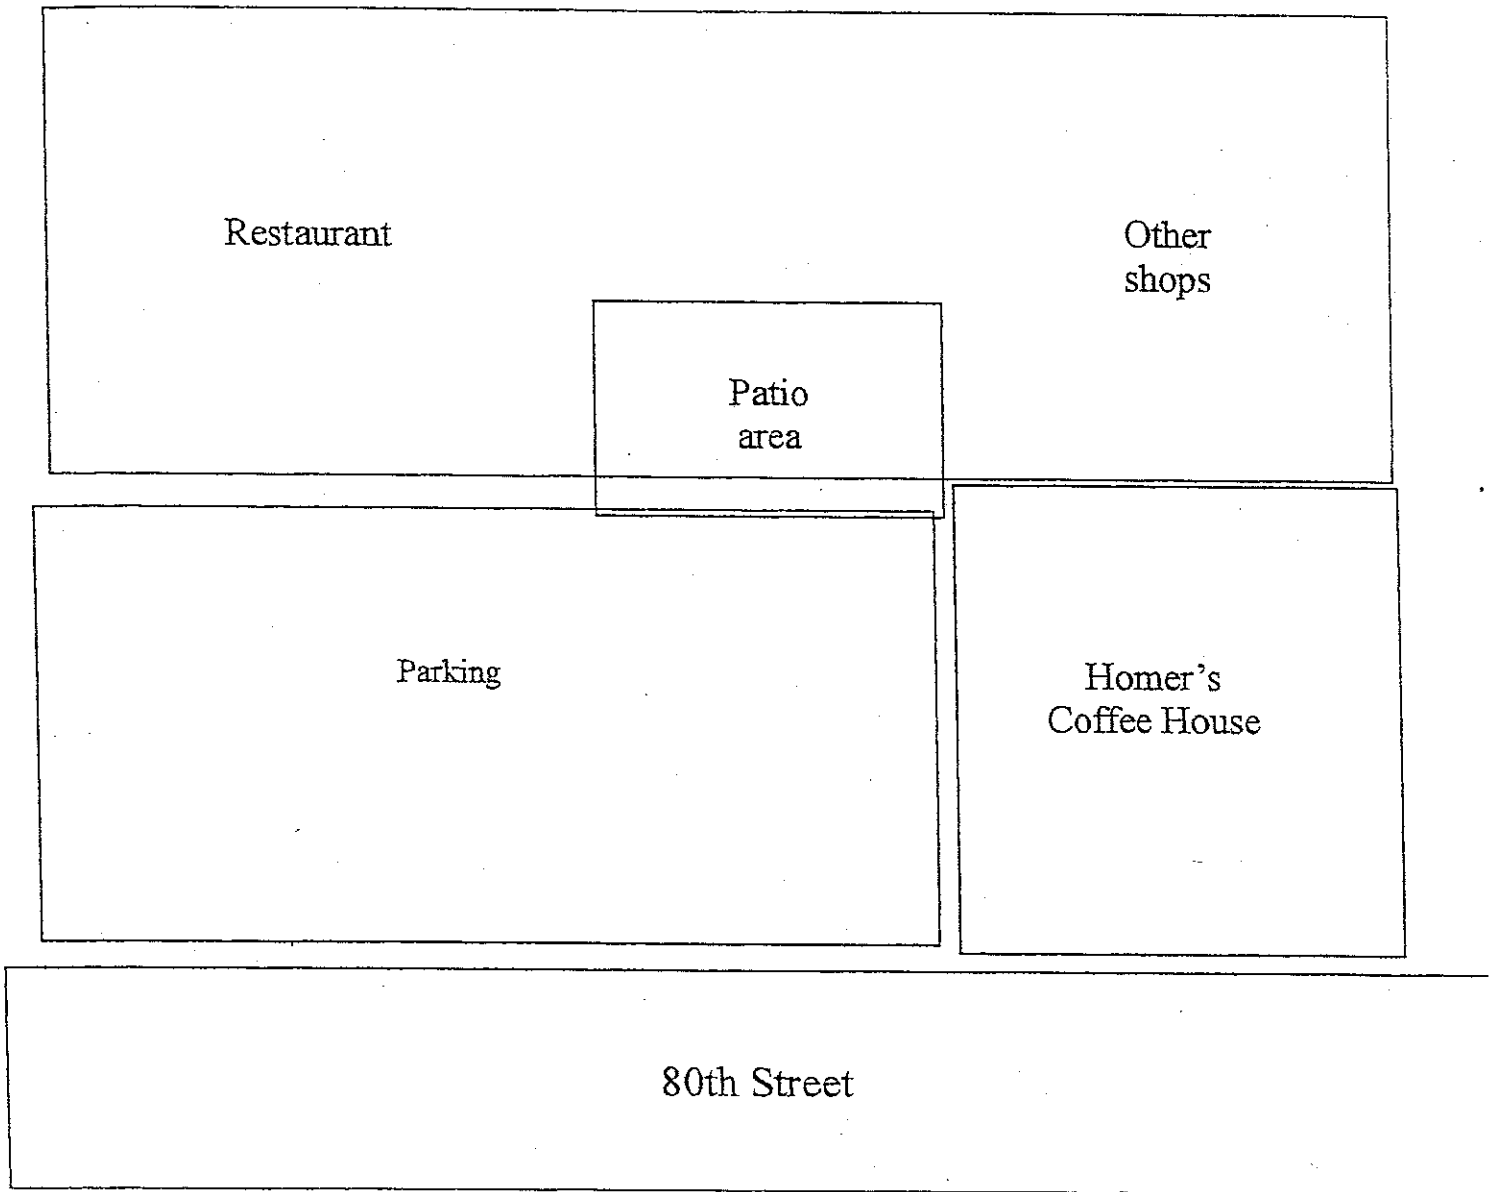 Restaurant
Other
shops
Patio
area
Parking
Homer’s
Coffee House
80th Street